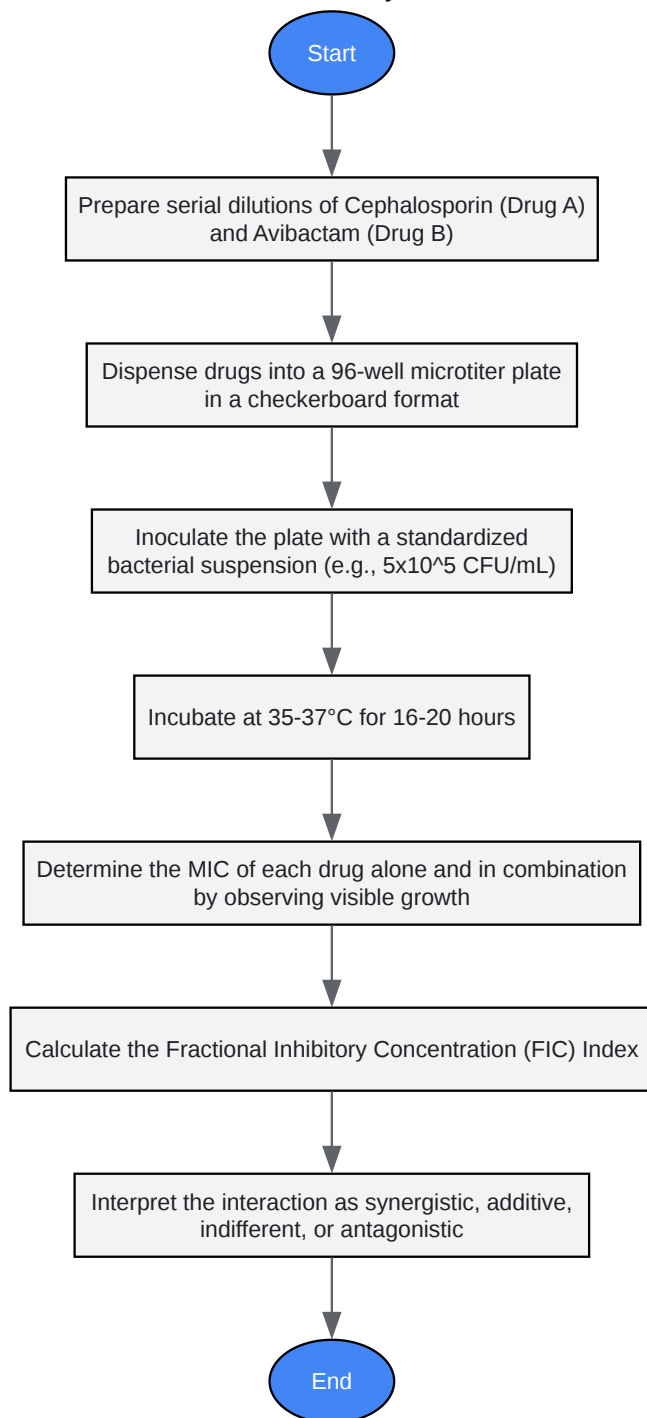 Start
Prepare serial dilutions of Cephalosporin (Drug A)
and Avibactam (Drug B)
Dispense drugs into a 96-well microtiter plate
in a checkerboard format
Inoculate the plate with a standardized
bacterial suspension (e.g., 5x10^5 CFU/mL)
Incubate at 35-37°C for 16-20 hours
Determine the MIC of each drug alone and in combination
by observing visible growth
Calculate the Fractional Inhibitory Concentration (FIC) Index
Interpret the interaction as synergistic, additive,
indifferent, or antagonistic
End